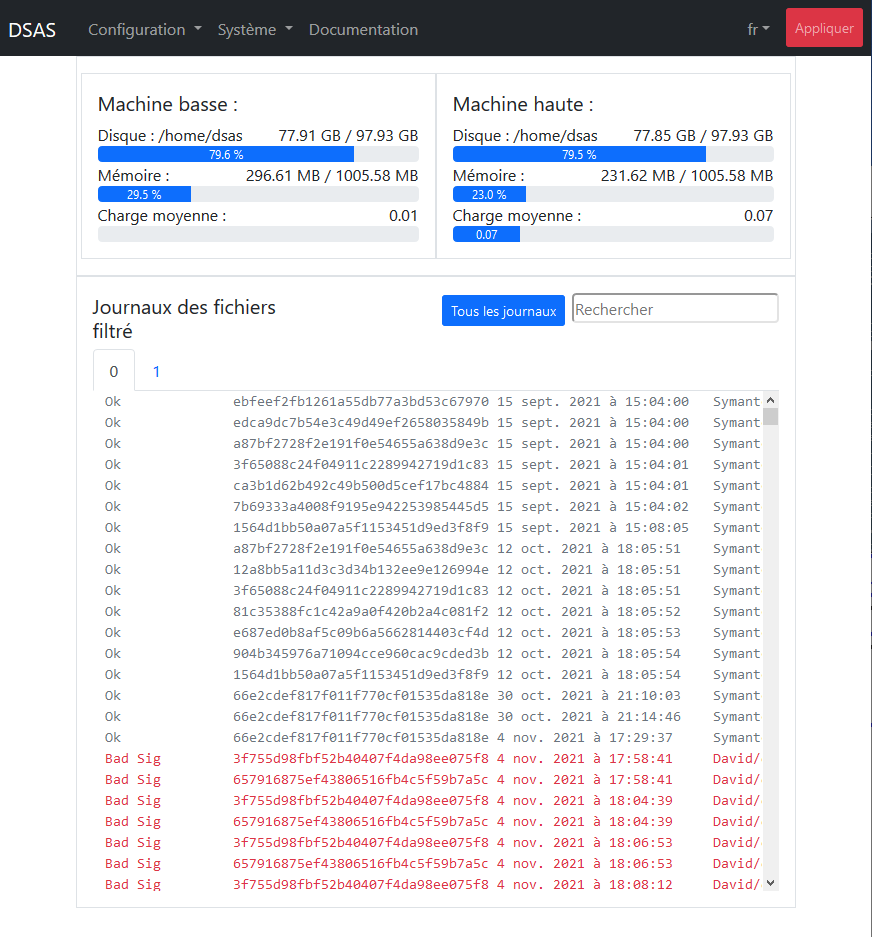 DSAS Configuration Système Documentation fr Appliquer
Machine basse :
Disque : /home/dsas 77.91 GB / 97.93 GB
79.6 %
Mémoire : 296.61 MB / 1005.58 MB
29.5 %
Charge moyenne : 0.01
Machine haute :
Disque : /home/dsas 77.85 GB / 97.93 GB
79.5 %
Mémoire : 231.62 MB / 1005.58 MB
23.0 %
Charge moyenne : 0.07
0.07
Journaux des fichiers
filtré
Tous les journaux
Rechercher
0 1
Ok ebfeef2fb1261a55db77a3bd53c67970 15 sept. 2021 à 15:04:00 Symant
Ok edca9dc7b54e3c49d49ef2658035849b 15 sept. 2021 à 15:04:00 Symant
Ok a87bf2728f2e191f0e54655a638d9e3c 15 sept. 2021 à 15:04:00 Symant
Ok 3f65088c24f04911c2289942719d1c83 15 sept. 2021 à 15:04:01 Symant
Ok ca3b1d62b492c49b500d5cef17bc4884 15 sept. 2021 à 15:04:01 Symant
Ok 7b69333a4008f9195e942253985445d5 15 sept. 2021 à 15:04:02 Symant
Ok 1564d1bb50a07a5f1153451d9ed3f8f9 15 sept. 2021 à 15:08:05 Symant
Ok a87bf2728f2e191f0e54655a638d9e3c 12 oct. 2021 à 18:05:51 Symant
Ok 12a8bb5a11d3c3d34b132ee9e126994e 12 oct. 2021 à 18:05:51 Symant
Ok 3f65088c24f04911c2289942719d1c83 12 oct. 2021 à 18:05:51 Symant
Ok 81c35388fc1c42a9a0f420b2a4c081f2 12 oct. 2021 à 18:05:52 Symant
Ok e687ed0b8af5c09b6a5662814403cf4d 12 oct. 2021 à 18:05:53 Symant
Ok 904b345976a71094cce960cac9cded3b 12 oct. 2021 à 18:05:54 Symant
Ok 1564d1bb50a07a5f1153451d9ed3f8f9 12 oct. 2021 à 18:05:54 Symant
Ok 66e2cdef817f011f770cf01535da818e 30 oct. 2021 à 21:10:03 Symant
Ok 66e2cdef817f011f770cf01535da818e 30 oct. 2021 à 21:14:46 Symant
Ok 66e2cdef817f011f770cf01535da818e 4 nov. 2021 à 17:29:37 Symant
Bad Sig 3f755d98fbf52b40407f4da98ee075f8 4 nov. 2021 à 17:58:41 David/
Bad Sig 657916875ef43806516fb4c5f59b7a5c 4 nov. 2021 à 17:58:41 David/
Bad Sig 3f755d98fbf52b40407f4da98ee075f8 4 nov. 2021 à 18:04:39 David/
Bad Sig 657916875ef43806516fb4c5f59b7a5c 4 nov. 2021 à 18:04:39 David/
Bad Sig 3f755d98fbf52b40407f4da98ee075f8 4 nov. 2021 à 18:06:53 David/
Bad Sig 657916875ef43806516fb4c5f59b7a5c 4 nov. 2021 à 18:06:53 David/
Bad Sig 3f755d98fbf52b40407f4da98ee075f8 4 nov. 2021 à 18:08:12 David/